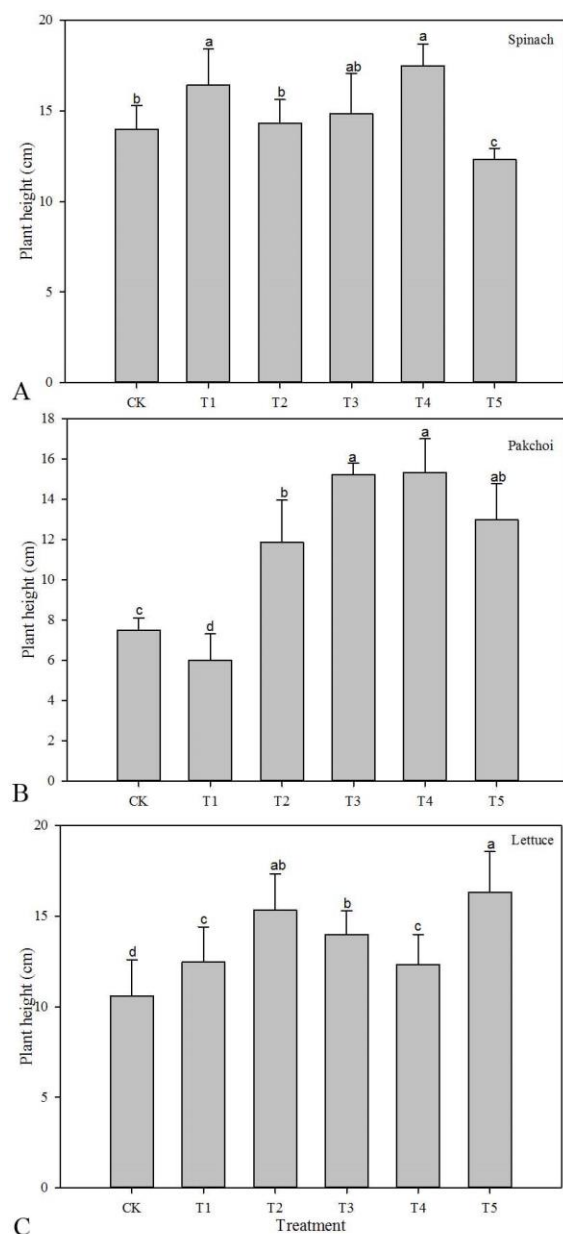 20
Spinach
a
a
ab
b
b
15
c
10
5
0
Plant height (cm)
A
CK T1 T2 T3 T4 T5
18
Pakchoi
a
a
16
ab
14
b
12
10
c
8
d
6
4
2
0
Plant height (cm)
B
CK T1 T2 T3 T4 T5
20
Lettuce
a
ab
b
c
c
15
d
10
5
0
Plant height (cm)
C
CK T1 T2 T3 T4 T5
Treatment